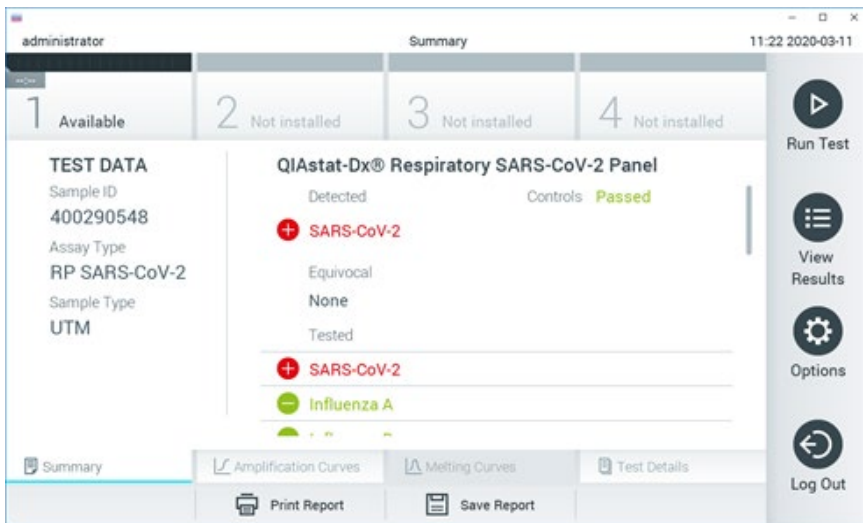 administrator Summary 11:22 2020-03-11
1 Available 2 Not installed 3 Not installed 4 Not installed
Run Test
TEST DATA
Sample ID
400290548
Assay Type
RP SARS-CoV-2
Sample Type
UTM
QIAstat-Dx® Respiratory SARS-CoV-2 Panel
Detected Controls Passed
SARS-CoV-2
Equivocal
None
Tested
SARS-CoV-2
Influenza A
View
Results
Options
Log Out
Summary Amplification Curves Melting Curves Test Details
Print Report Save Report